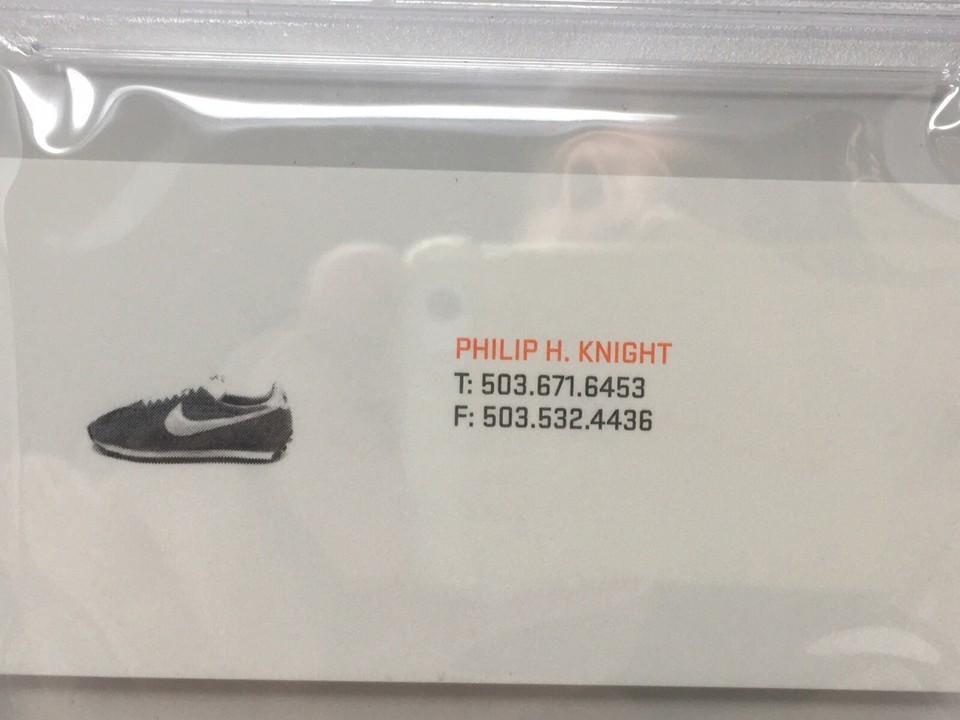 PHILIP H. KNIGHT
T: 503.671.6453
F: 503.532.4436